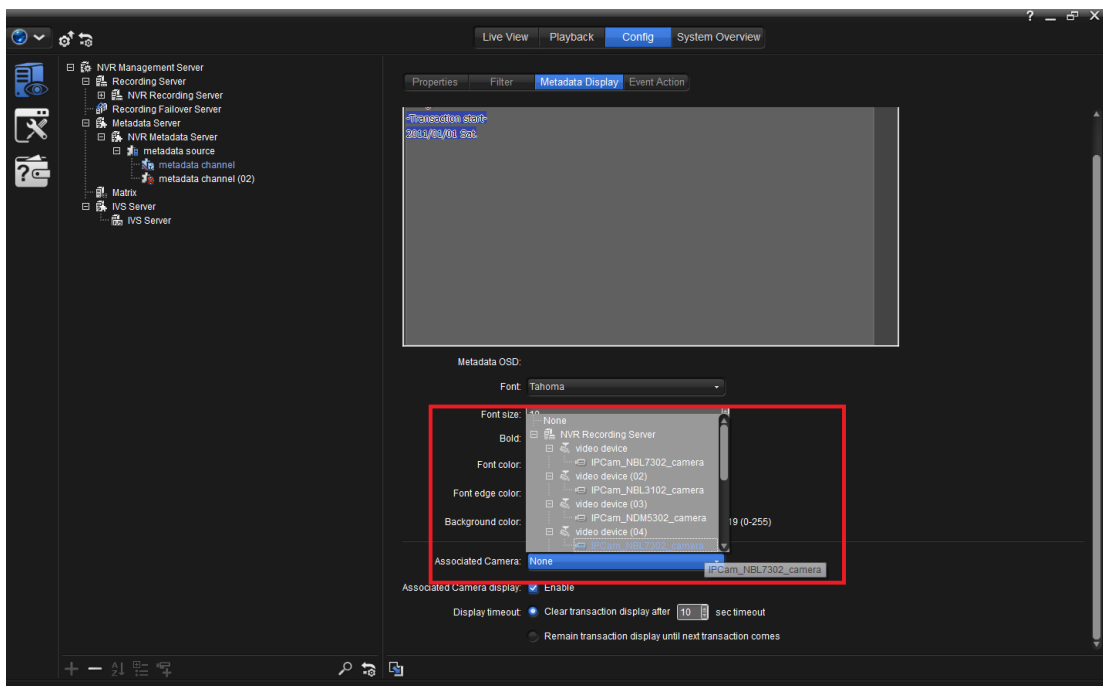 ? _
Live View Playback Config System Overview
NVR Management Server
Recording Server
NVR Recording Server
Recording Failover Server
Metadata Server
NVR Metadata Server
metadata source
metadata channel
metadata channel (02)
Matrix
IVS Server
IVS Server
Properties Filter Metadata Display Event Action
-Transaction start-
2011/01/01 Sat
Metadata OSD:
Font: Tahoma
Font size: 10
Bold:
Font color:
Font edge color:
Background color: 19 (0-255)
None
NVR Recording Server
video device
IPCam_NBL7302_camera
video device (02)
IPCam_NBL3102_camera
video device (03)
IPCam_NDM5302_camera
video device (04)
IPCam_NBL7302_camera
Associated Camera: None
IPCam_NBL7302_camera
Associated Camera display: Enable
Display timeout: Clear transaction display after 10 sec timeout
Remain transaction display until next transaction comes